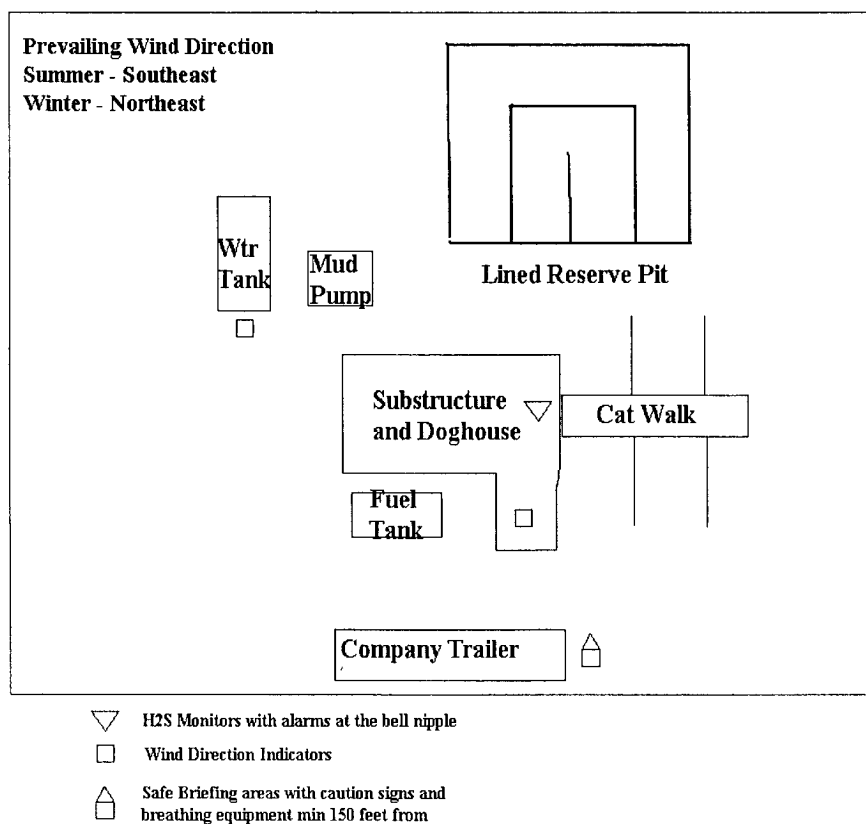 Prevailing Wind Direction
Summer - Southeast
Winter - Northeast
Wtr
Tank
Mud
Pump
Lined Reserve Pit
Substructure
and Doghouse
Cat Walk
Fuel
Tank
Company Trailer
H2S Monitors with alarms at the bell nipple
Wind Direction Indicators
Safe Briefing areas with caution signs and
breathing equipment min 150 feet from